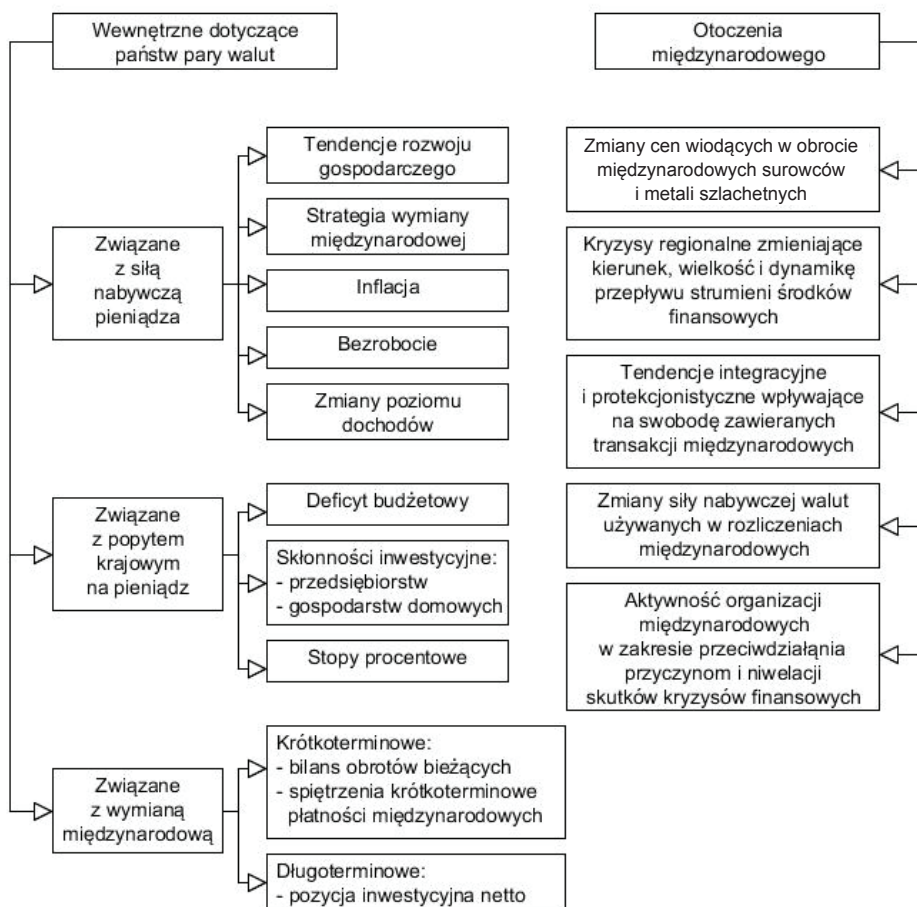 Wewnętrzne dotyczące
państw pary walut
Związane
z siłą
nabywczą
pieniądza
Tendencje rozwoju
gospodarczego
Strategia wymiany
międzynarodowej
Inflacja
Bezrobocie
Zmiany poziomu
dochodów
Związane
z popytem
krajowym
na pieniądz
Deficyt budżetowy
Skłonności inwestycyjne:
- przedsiębiorstw
- gospodarstw domowych
Stopy procentowe
Związane
z wymianą
międzynarodową
Krótkoterminowe:
- bilans obrotów bieżących
- spiętrzenia krótkoterminowe
płatności międzynarodowych
Długoterminowe:
- pozycja inwestycyjna netto
Otoczenia
międzynarodowego
Zmiany cen wiodących w obrocie
międzynarodowych surowców
i metali szlachetnych
Kryzysy regionalne zmieniające
kierunek, wielkość i dynamikę
przepływu strumieni środków
finansowych
Tendencje integracyjne
i protekcjonistyczne wpływające
na swobodę zawieranych
transakcji międzynarodowych
Zmiany siły nabywczej walut
używanych w rozliczeniach
międzynarodowych
Aktywność organizacji
międzynarodowych
w zakresie przeciwdziałąnia
przyczynom i niwelacji
skutków kryzysów finansowych